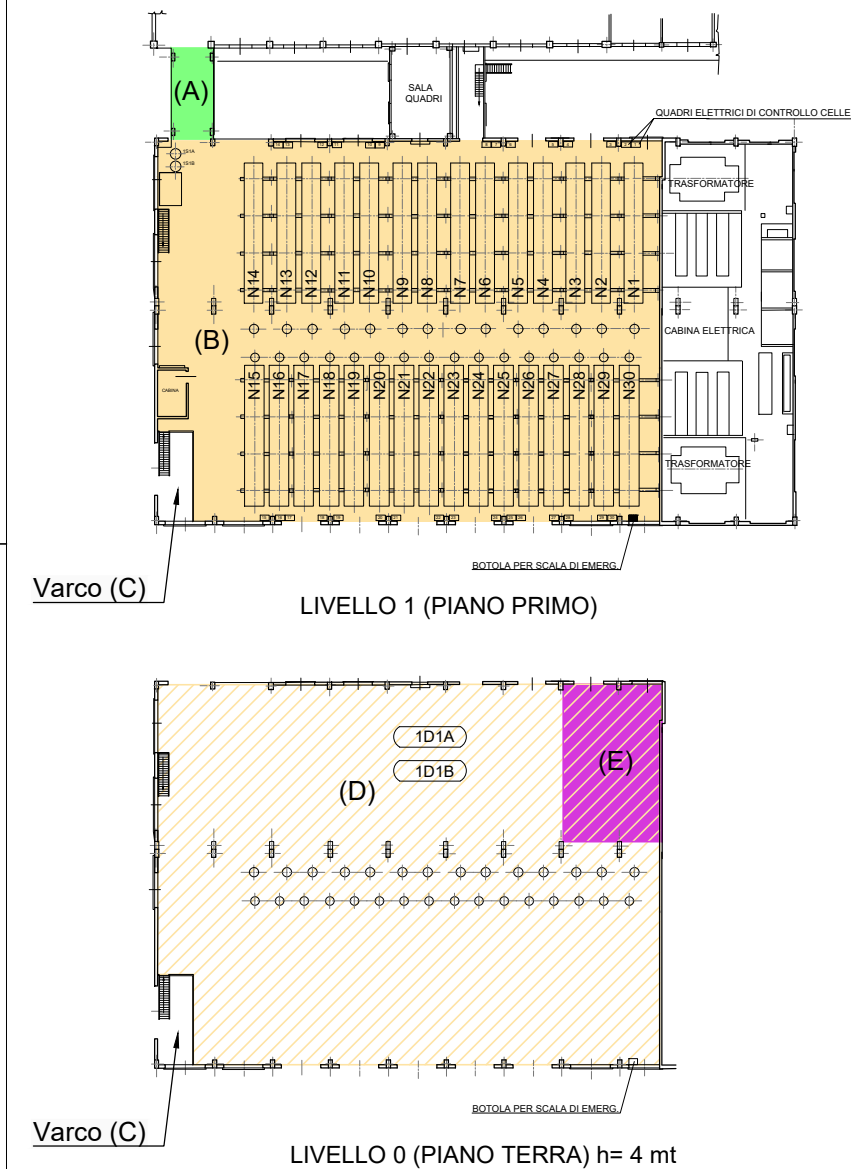 (A)
SALA
QUADRI
QUADRI ELETTRICI DI CONTROLLO CELLE
1S1A
1S1B
TRASFORMATORE
N14
N13
N12
N11
N10
N9
N8
N7
N6
N5
N4
N3
N2
N1
(B)
CABINA ELETTRICA
CABINA
N15
N16
N17
N18
N19
N20
N21
N22
N23
N24
N25
N26
N27
N28
N29
N30
TRASFORMATORE
BOTOLA PER SCALA DI EMERG.
Varco (C)
LIVELLO 1 (PIANO PRIMO)
1D1A
1D1B
(D)
(E)
BOTOLA PER SCALA DI EMERG.
Varco (C)
LIVELLO 0 (PIANO TERRA) h= 4 mt